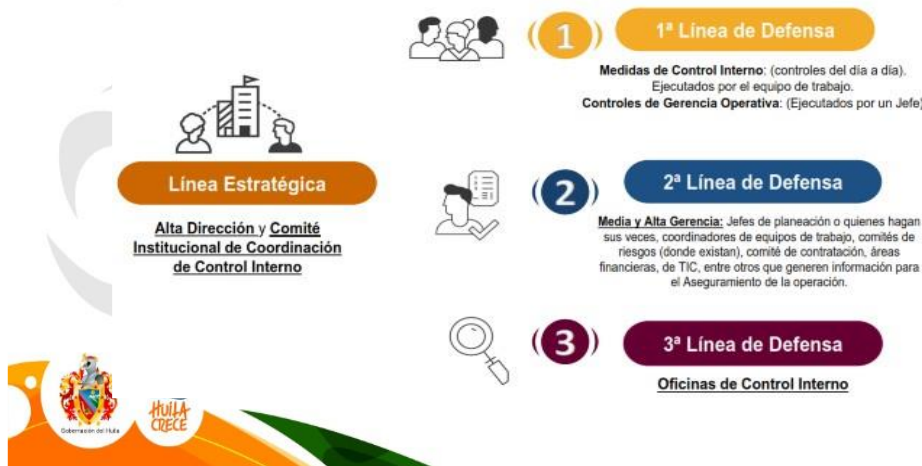 Línea Estratégica
Alta Dirección y Comité
Institucional de Coordinación
de Control Interno
1
1ª Línea de Defensa
Medidas de Control Interno: (controles del día a día).
Ejecutados por el equipo de trabajo.
Controles de Gerencia Operativa: (Ejecutados por un Jefe)
2
2ª Línea de Defensa
Media y Alta Gerencia: Jefes de planeación o quienes hagan
sus veces, coordinadores de equipos de trabajo, comités de
riesgos (donde existan), comité de contratación, áreas
financieras, de TIC, entre otros que generen información para
el Aseguramiento de la operación.
3
3ª Línea de Defensa
Oficinas de Control Interno
Gobernación del Huila
HUILA
CRECE